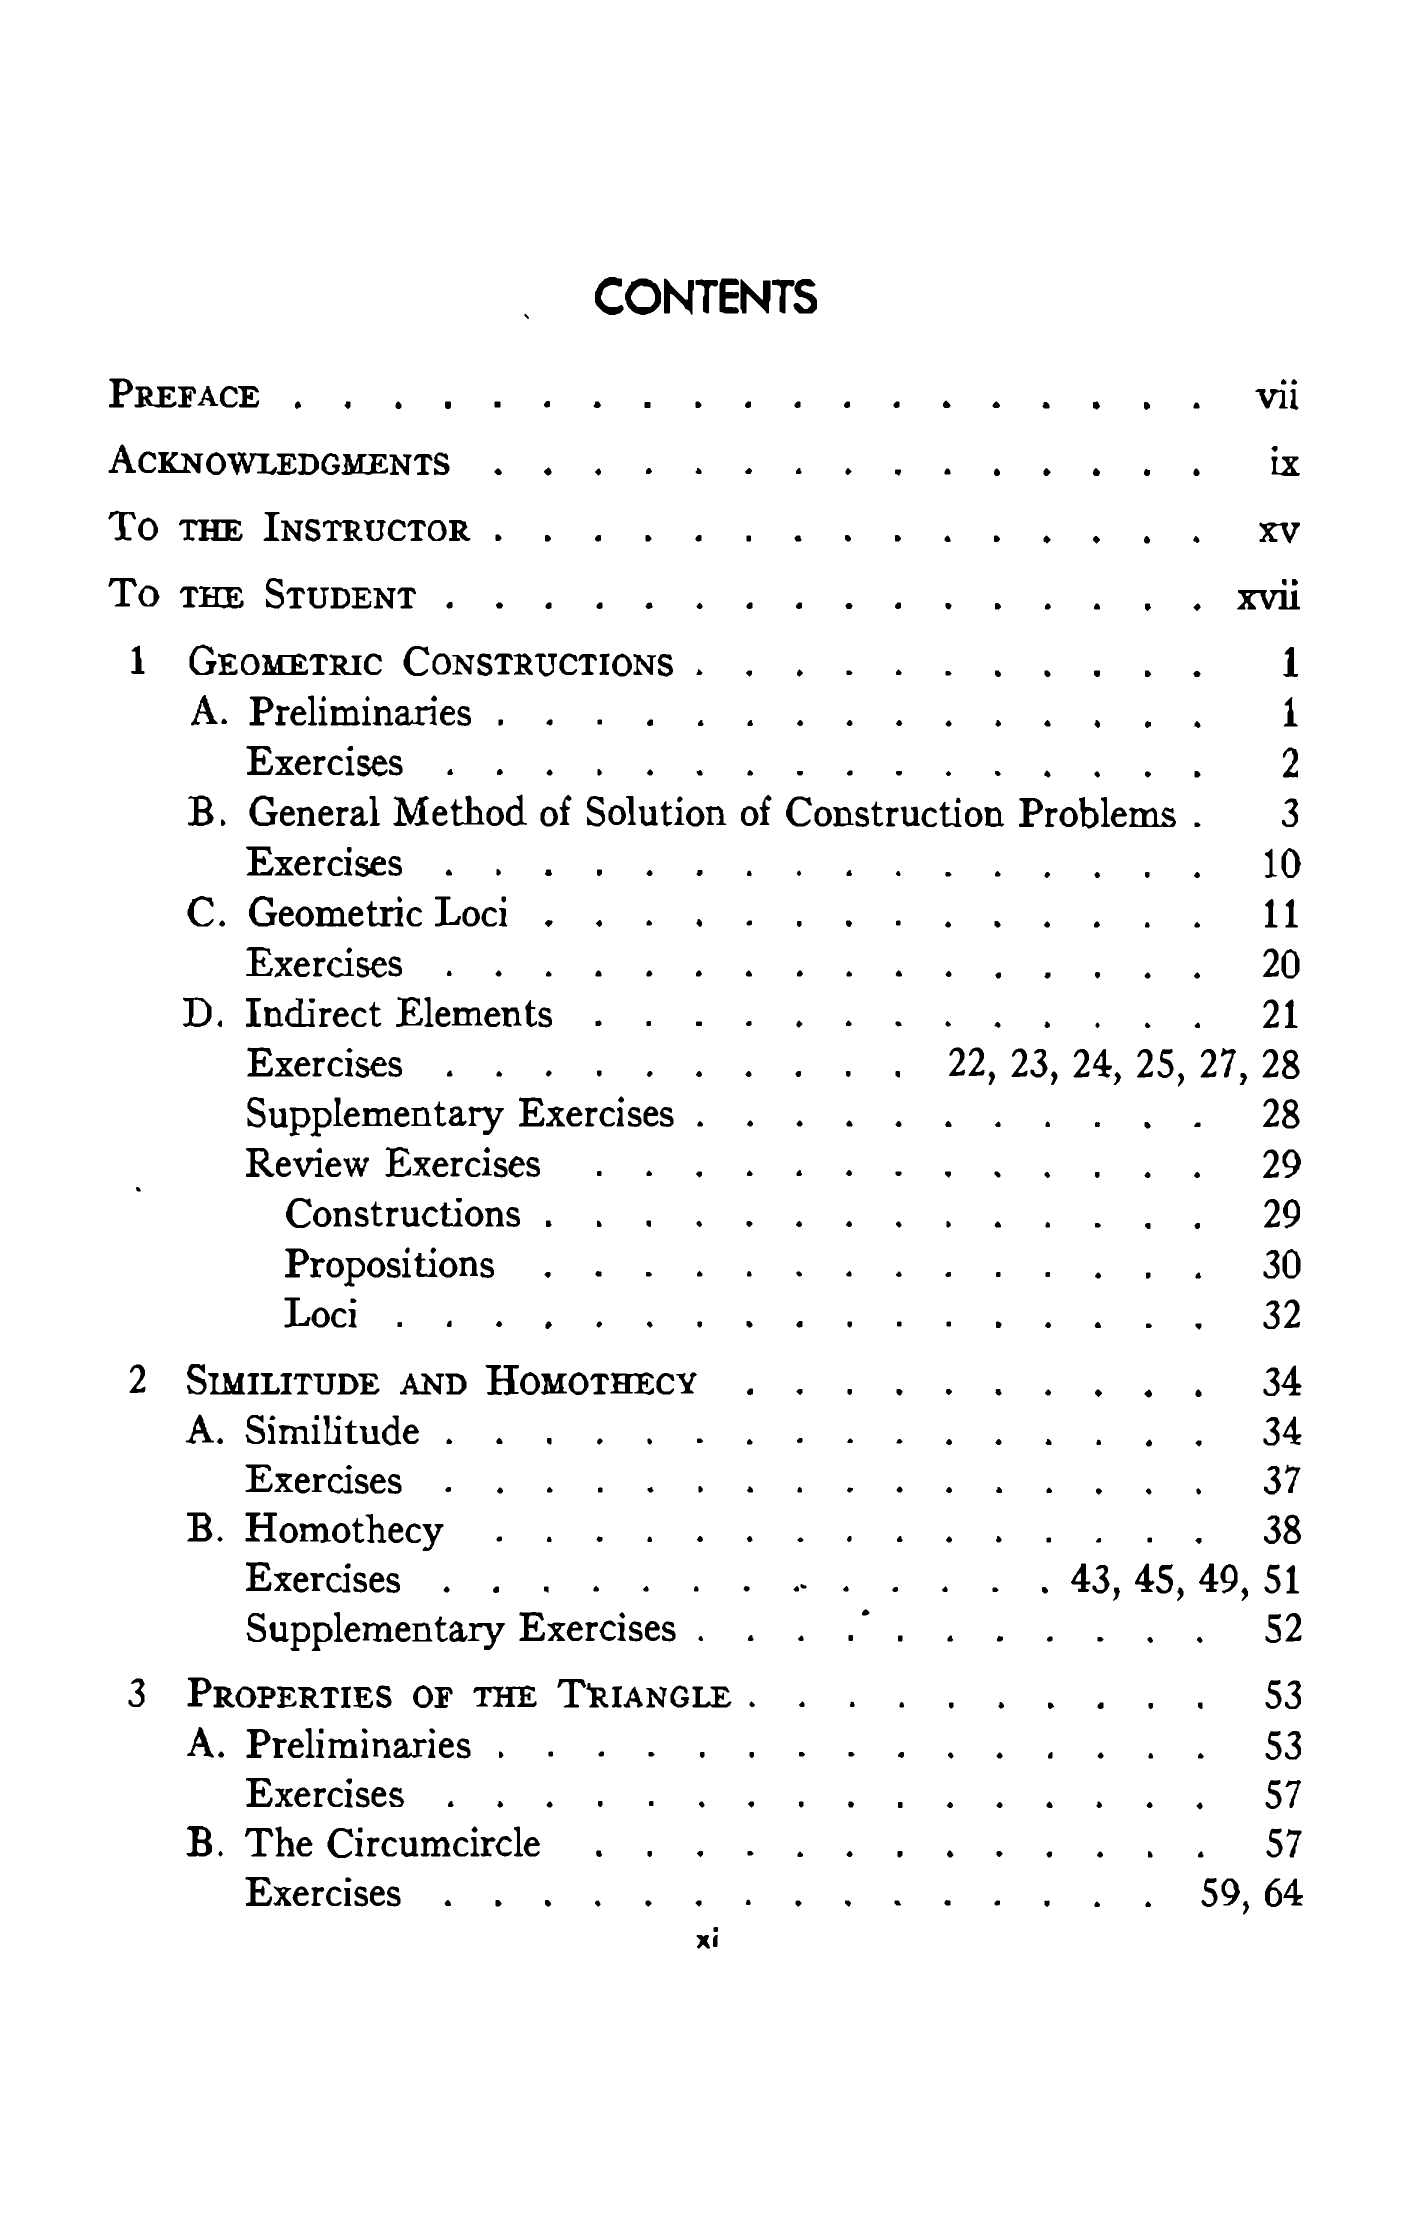 CONTENTS
PREFACE . . . . . . . . . . . . . . . . . . . vii
ACKNOWLEDGMENTS . . . . . . . . . . . . . . . ix
TO THE INSTRUCTOR . . . . . . . . . . . . . . . xv
TO THE STUDENT . . . . . . . . . . . . . . . . xvii
1 GEOMETRIC CONSTRUCTIONS . . . . . . . . . . . 1
A. Preliminaries . . . . . . . . . . . . . . . 1
Exercises . . . . . . . . . . . . . . . . 2
B. General Method of Solution of Construction Problems . 3
Exercises . . . . . . . . . . . . . . . . 10
C. Geometric Loci . . . . . . . . . . . . . . 11
Exercises . . . . . . . . . . . . . . . . 20
D. Indirect Elements . . . . . . . . . . . . . 21
Exercises . . . . . . . . . . 22, 23, 24, 25, 27, 28
Supplementary Exercises . . . . . . . . . . . 28
Review Exercises . . . . . . . . . . . . . 29
Constructions . . . . . . . . . . . . . . 29
Propositions . . . . . . . . . . . . . . 30
Loci . . . . . . . . . . . . . . . . . 32
2 SIMILITUDE AND HOMOTHECY . . . . . . . . . . 34
A. Similitude . . . . . . . . . . . . . . . . 34
Exercises . . . . . . . . . . . . . . . . 37
B. Homothecy . . . . . . . . . . . . . . . 38
Exercises . . . . . . . . . . . . . 43, 45, 49, 51
Supplementary Exercises . . . . . . . . . . . 52
3 PROPERTIES OF THE TRIANGLE . . . . . . . . . . 53
A. Preliminaries . . . . . . . . . . . . . . . 53
Exercises . . . . . . . . . . . . . . . . 57
B. The Circumcircle . . . . . . . . . . . . . 57
Exercises . . . . . . . . . . . . . . . 59, 64
xi